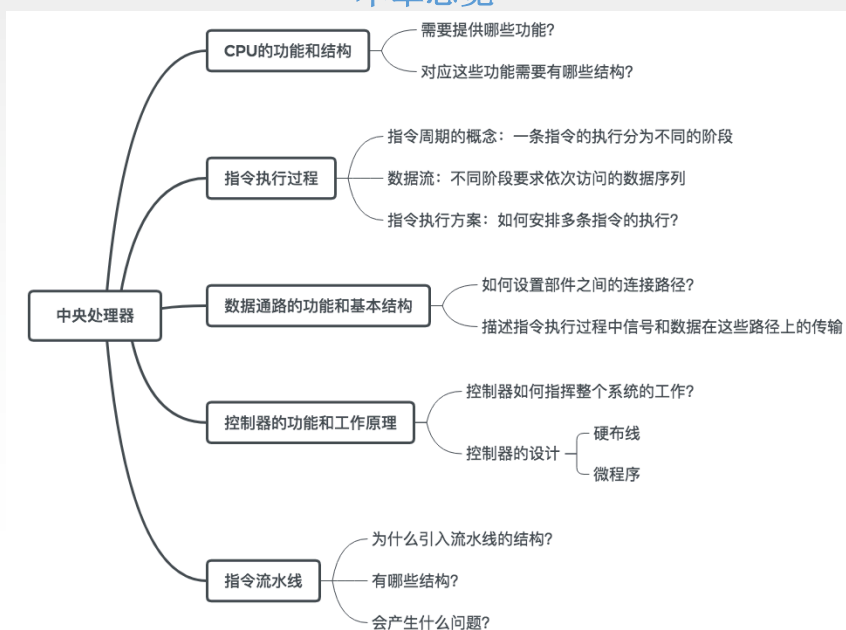 CPU的功能和结构
需要提供哪些功能?
对应这些功能需要有哪些结构?
指令执行过程
指令周期的概念：一条指令的执行分为不同的阶段
数据流：不同阶段要求依次访问的数据序列
指令执行方案：如何安排多条指令的执行?
中央处理器
数据通路的功能和基本结构
如何设置部件之间的连接路径?
描述指令执行过程中信号和数据在这些路径上的传输
控制器的功能和工作原理
控制器如何指挥整个系统的工作?
控制器的设计
硬布线
微程序
指令流水线
为什么引入流水线的结构?
有哪些结构?
会产生什么问题?